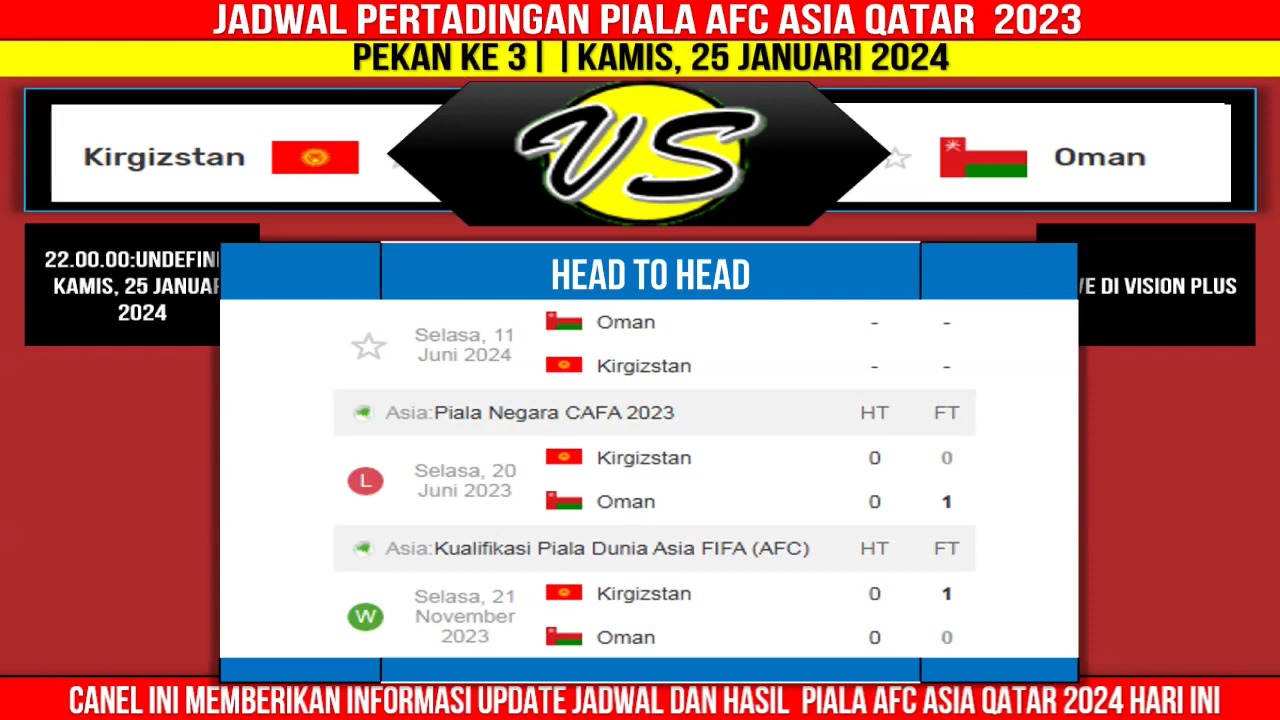 JADWAL PERTADINGAN PIALA AFC ASIA QATAR 2023
PEKAN KE 3| |KAMIS, 25 JANUARI 2024
Kirgizstan
VS
Oman
22.00.00:UNDEFIN
KAMIS, 25 JANUA
2024
VE DI VISION PLUS
HEAD TO HEAD
Selasa, 11
Juni 2024
Oman - -
Kirgizstan - -
Asia:Piala Negara CAFA 2023 HT FT
L
Selasa, 20
Juni 2023
Kirgizstan 0 0
Oman 0 1
Asia:Kualifikasi Piala Dunia Asia FIFA (AFC) HT FT
W
Selasa, 21
November
2023
Kirgizstan 0 1
Oman 0 0
CANEL INI MEMBERIKAN INFORMASI UPDATE JADWAL DAN HASIL PIALA AFC ASIA QATAR 2024 HARI INI